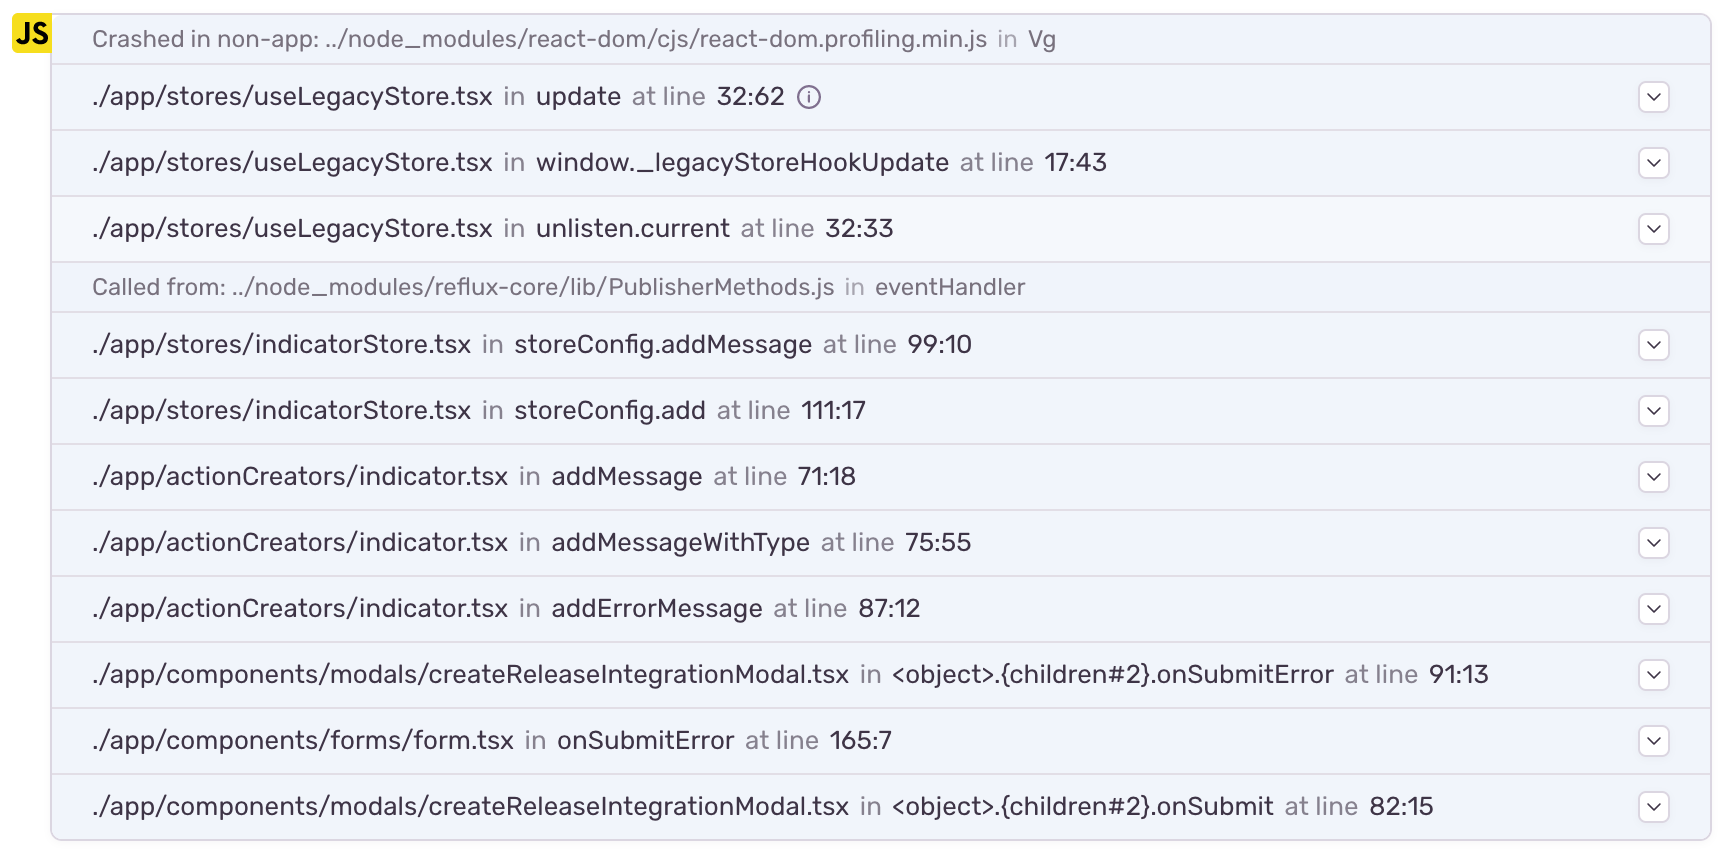 JS
Crashed in non-app: ../node_modules/react-dom/cjs/react-dom.profiling.min.js in Vg
./app/stores/useLegacyStore.tsx in update at line 32:62
./app/stores/useLegacyStore.tsx in window._legacyStoreHookUpdate at line 17:43
./app/stores/useLegacyStore.tsx in unlisten.current at line 32:33
Called from: ../node_modules/reflux-core/lib/PublisherMethods.js in eventHandler
./app/stores/indicatorStore.tsx in storeConfig.addMessage at line 99:10
./app/stores/indicatorStore.tsx in storeConfig.add at line 111:17
./app/actionCreators/indicator.tsx in addMessage at line 71:18
./app/actionCreators/indicator.tsx in addMessageWithType at line 75:55
./app/actionCreators/indicator.tsx in addErrorMessage at line 87:12
./app/components/modals/createReleaseIntegrationModal.tsx in <object>.{children#2}.onSubmitError at line 91:13
./app/components/forms/form.tsx in onSubmitError at line 165:7
./app/components/modals/createReleaseIntegrationModal.tsx in <object>.{children#2}.onSubmit at line 82:15